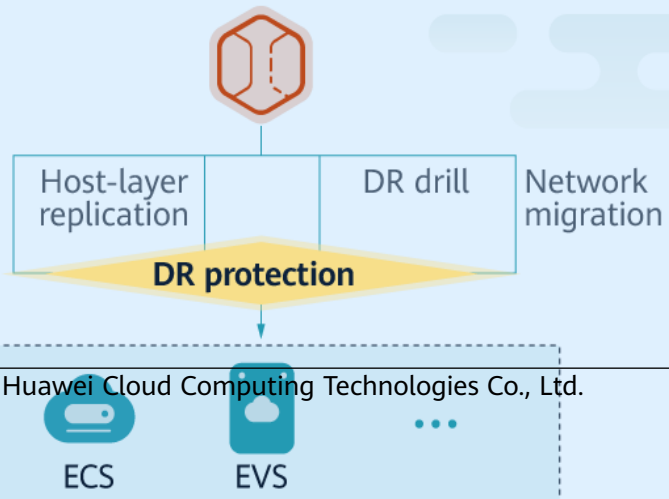 Host-layer
replication
DR drill
Network
migration
DR protection
Huawei Cloud Computing Technologies Co., Ltd.
ECS
EVS
...